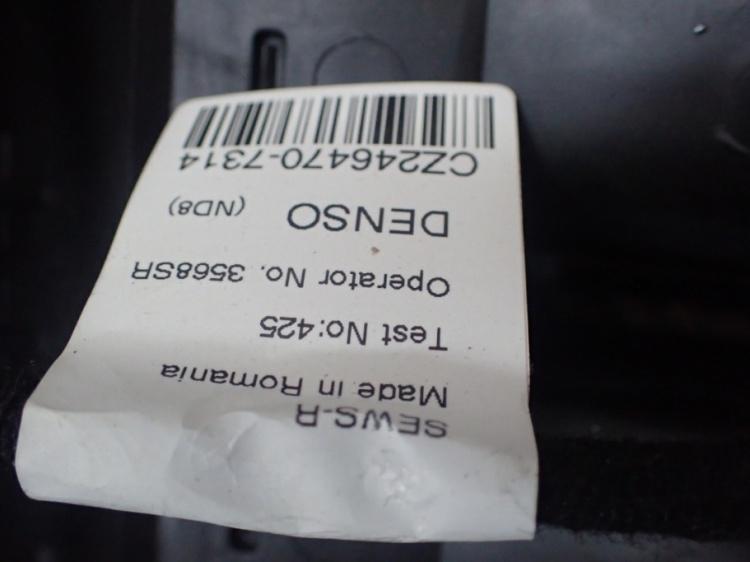 CZ246470-7314
DENSO (ND8)
Operator No. 3568SR
Test No:425
Made in Romania
SEWS-R